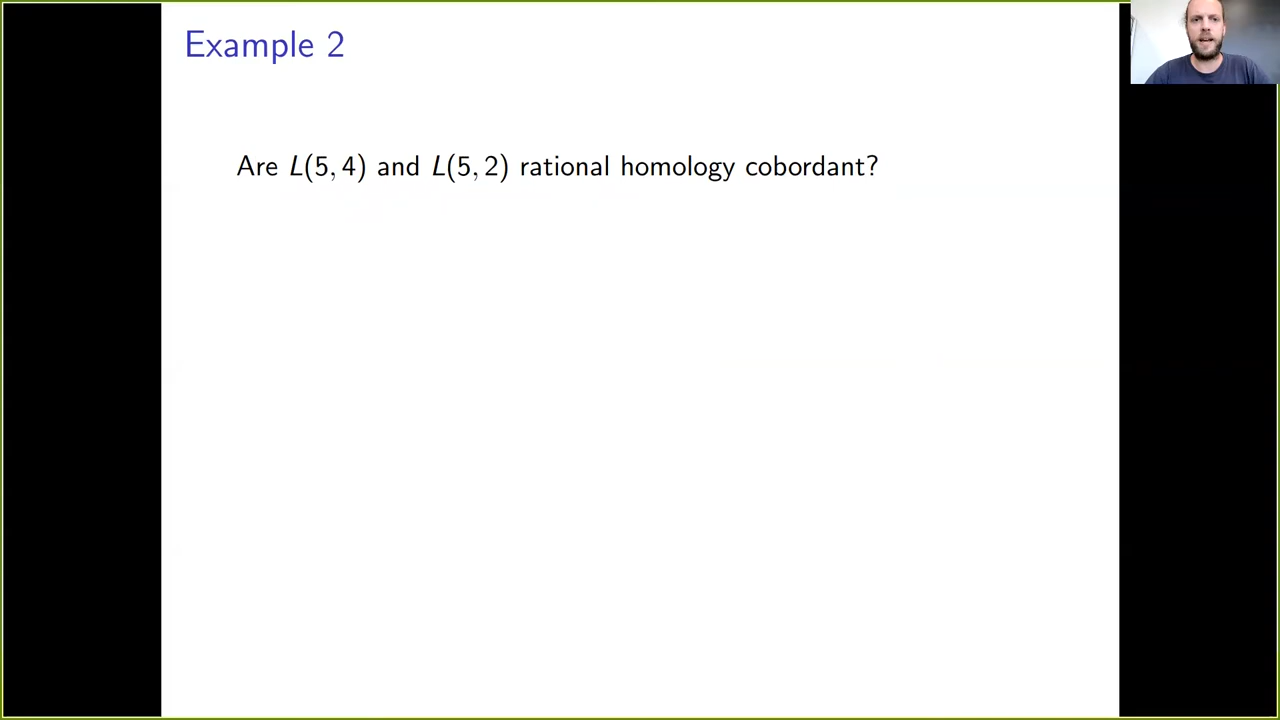 Example 2
Are L(5, 4) and L(5, 2) rational homology cobordant?